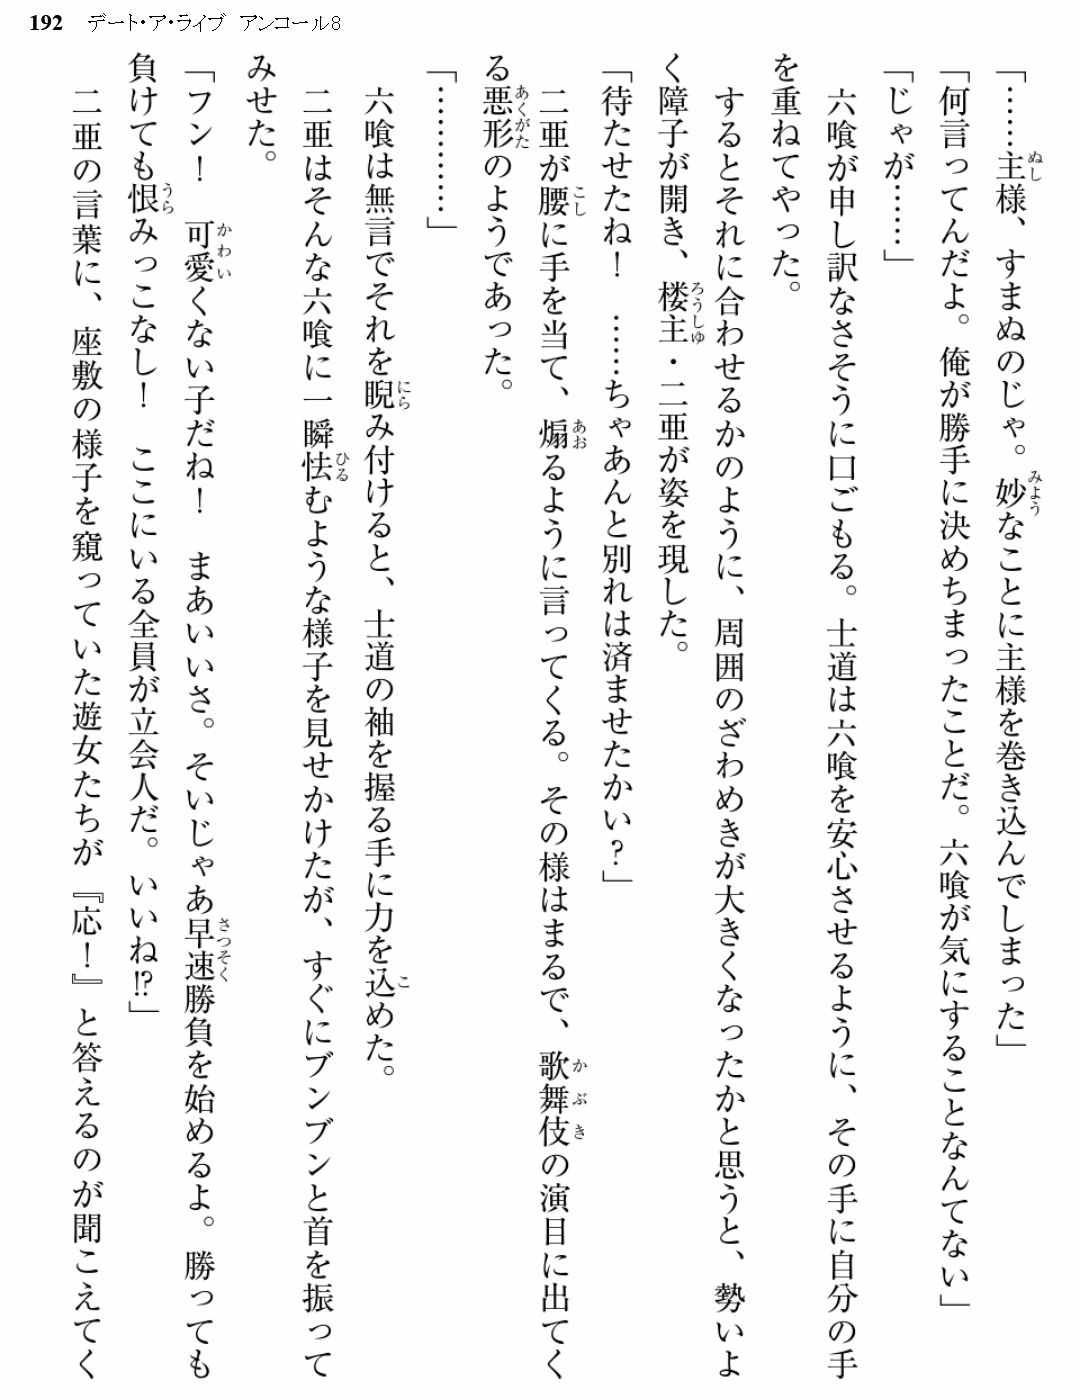 192 デート・ア・ライブ アンコール8
「……主様、すまぬのじゃ。妙なことに主様を巻き込んでしまった」
「何言ってんだよ。俺が勝手に決めちまったことだ。六喰が気にすることなんてない」
「じゃが……」
六喰が申し訳なさそうに口ごもる。士道は六喰を安心させるように、その手に自分の手
を重ねてやった。
するとそれに合わせるかのように、周囲のざわめきが大きくなったかと思うと、勢いよ
く障子が開き、楼主・二亜が姿を現した。
「待たせたね！　……ちゃあんと別れは済ませたかい？」
二亜が腰に手を当て、煽るように言ってくる。その様はまるで、歌舞伎の演目に出てく
る悪形のようであった。
「…………」
六喰は無言でそれを睨み付けると、士道の袖を握る手に力を込めた。
二亜はそんな六喰に一瞬怯むような様子を見せかけたが、すぐにブンブンと首を振って
みせた。
「フン！　可愛くない子だね！　まあいいさ。そいじゃあ早速勝負を始めるよ。勝っても
負けても恨みっこなし！　ここにいる全員が立会人だ。いいね⁉」
二亜の言葉に、座敷の様子を窺っていた遊女たちが『応！』と答えるのが聞こえてく